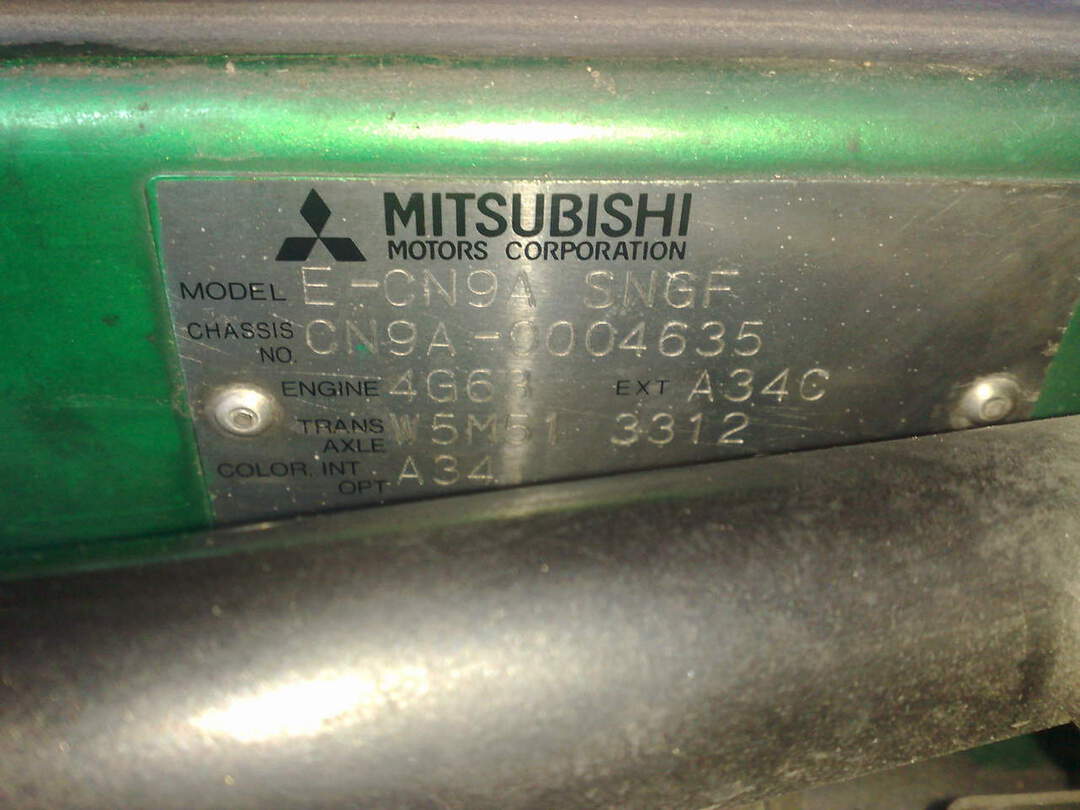 MITSUBISHI
MOTORS CORPORATION
MODEL E-CN9A SNGF
CHASSIS NO. CN9A-0004635
ENGINE 4G63 EXT A34C
TRANS AXLE W5M51 3312
COLOR, INT OPT A34